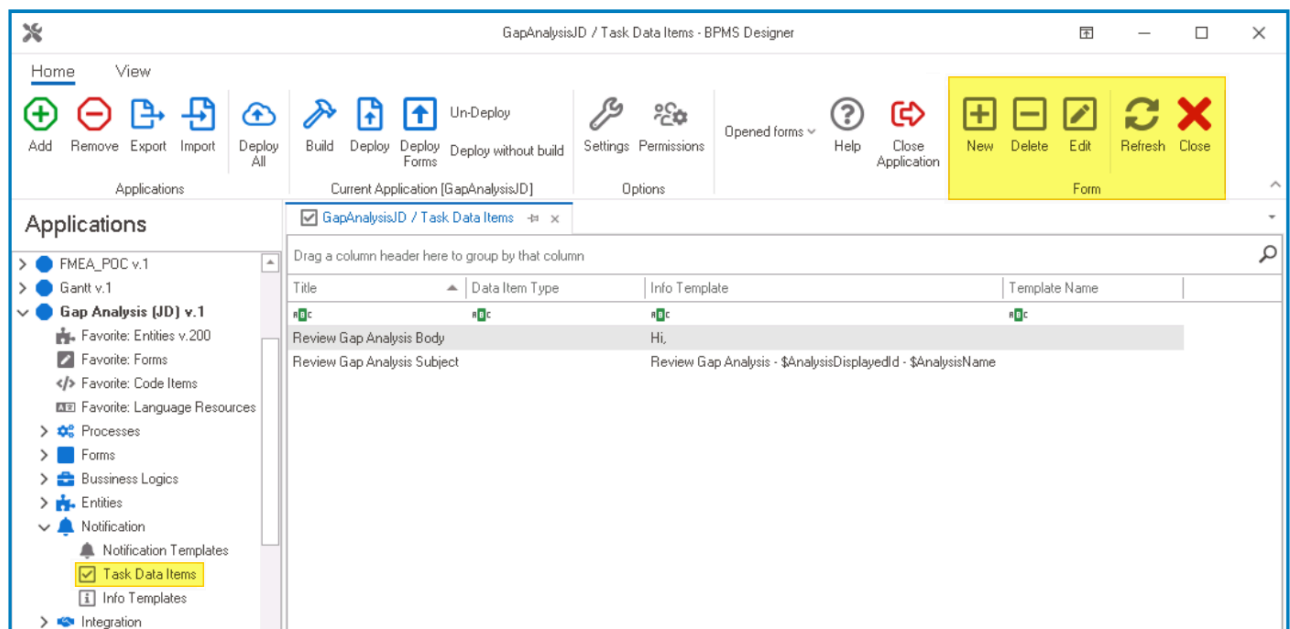 GapAnalysisJD / Task Data Items - BPMS Designer
Home View
Add Remove Export Import Deploy All
Applications
Build Deploy Deploy Forms Un-Deploy
Deploy without build
Current Application [GapAnalysisJD]
Settings Permissions
Options
Opened forms
Help Close Application
New Delete Edit Refresh Close
Form
Applications
FMEA_POC v.1
Gantt v.1
Gap Analysis (JD) v.1
Favorite: Entities v.200
Favorite: Forms
Favorite: Code Items
Favorite: Language Resources
Processes
Forms
Bussiness Logics
Entities
Notification
Notification Templates
Task Data Items
Info Templates
Integration
GapAnalysisJD / Task Data Items
Drag a column header here to group by that column
Title Data Item Type Info Template Template Name
Review Gap Analysis Body Hi,
Review Gap Analysis Subject Review Gap Analysis - $AnalysisDisplayedId - $AnalysisName